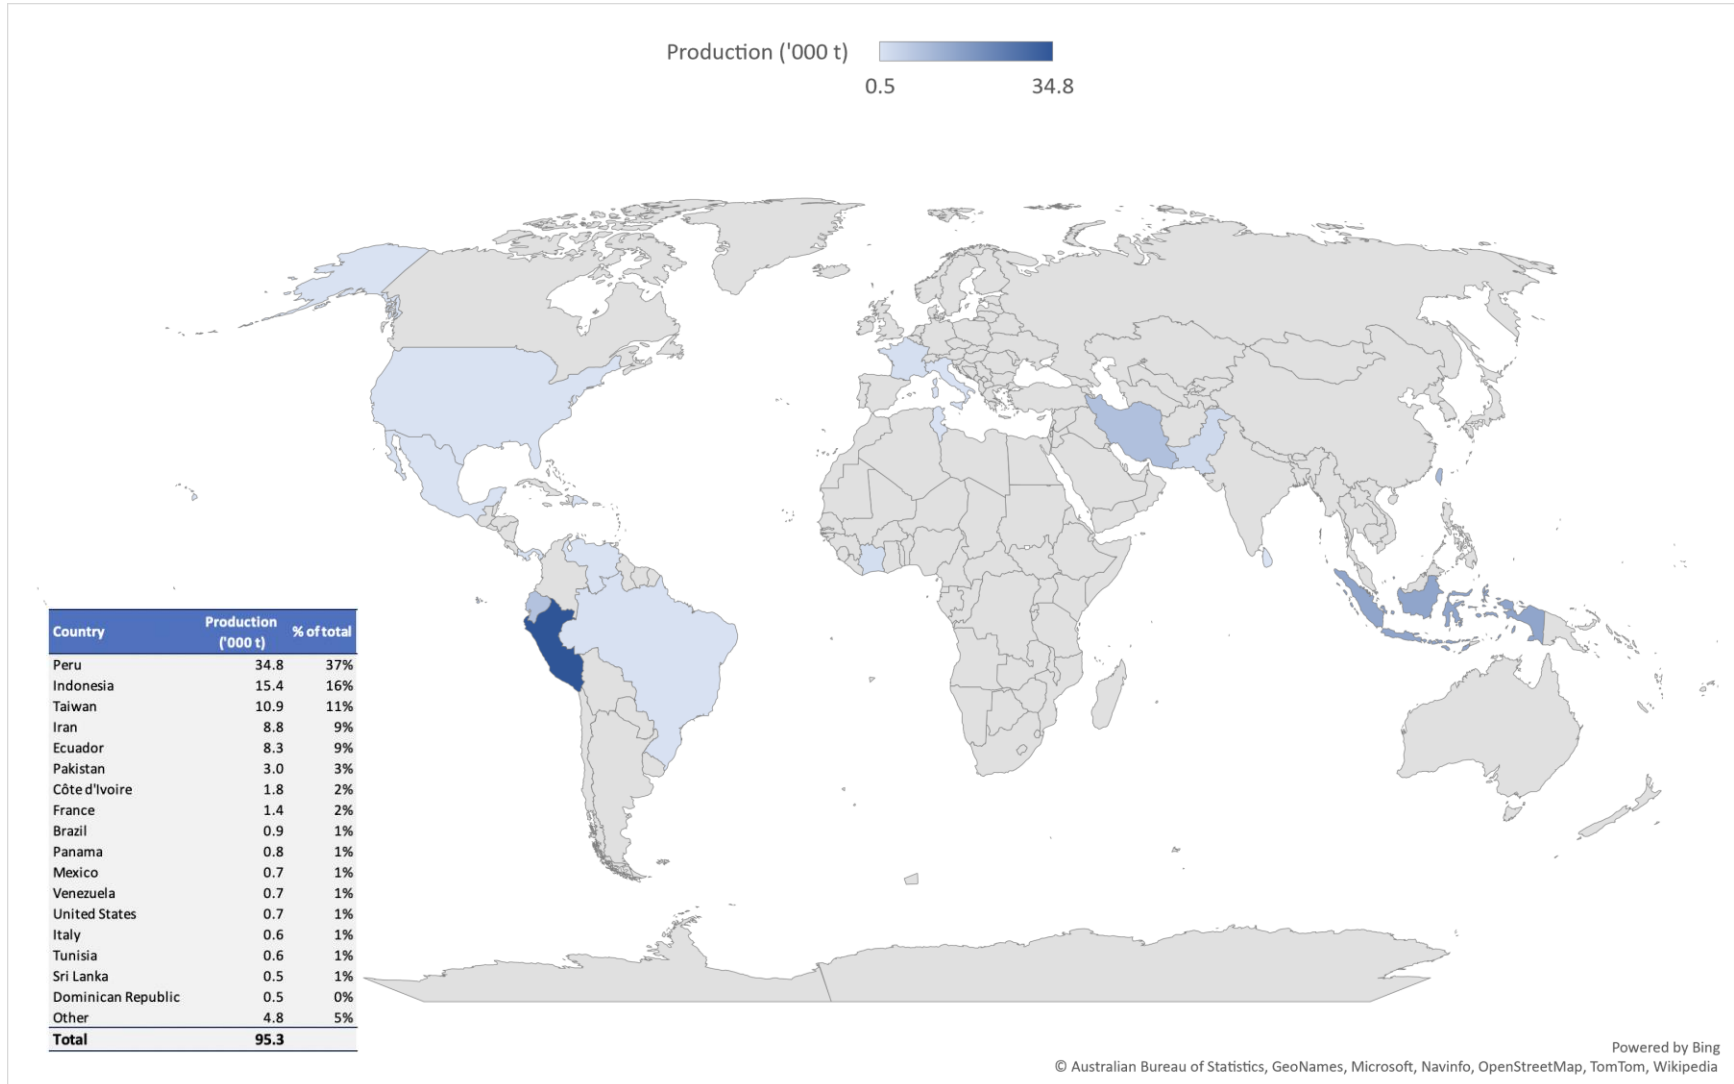 Production ('000 t)
0.5 34.8
Country Production ('000 t) % of total
Peru 34.8 37%
Indonesia 15.4 16%
Taiwan 10.9 11%
Iran 8.8 9%
Ecuador 8.3 9%
Pakistan 3.0 3%
Côte d'Ivoire 1.8 2%
France 1.4 2%
Brazil 0.9 1%
Panama 0.8 1%
Mexico 0.7 1%
Venezuela 0.7 1%
United States 0.7 1%
Italy 0.6 1%
Tunisia 0.6 1%
Sri Lanka 0.5 1%
Dominican Republic 0.5 0%
Other 4.8 5%
Total 95.3
Powered by Bing
© Australian Bureau of Statistics, GeoNames, Microsoft, Navinfo, OpenStreetMap, TomTom, Wikipedia